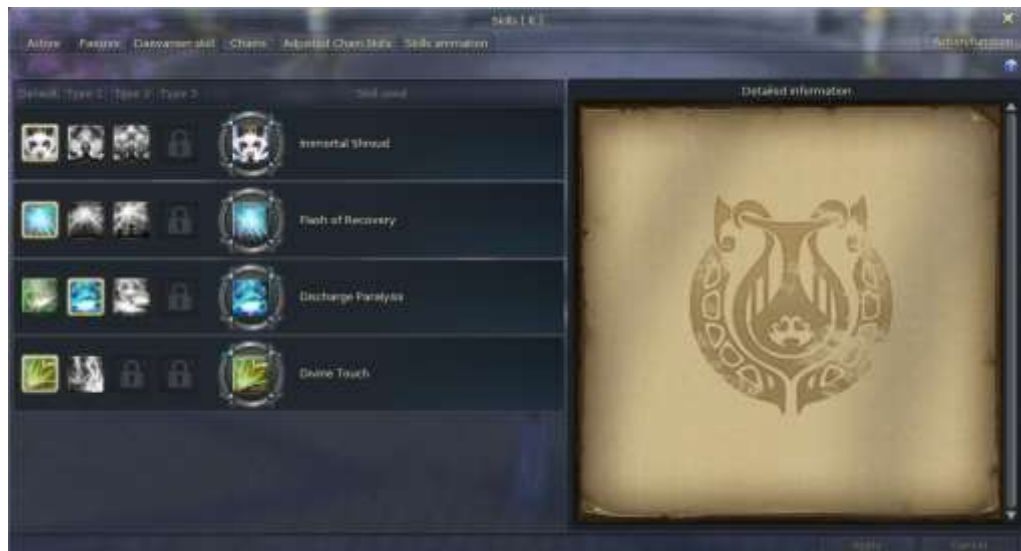 Skills [ K ]
Active Passive Daevanion skill Chains Adjusted Chain Skills Skills animation
Default Type 1 Type 2 Type 3 Skill used
Detailed information
Immortal Shroud
Flash of Recovery
Discharge Paralysis
Divine Touch
Apply Cancel